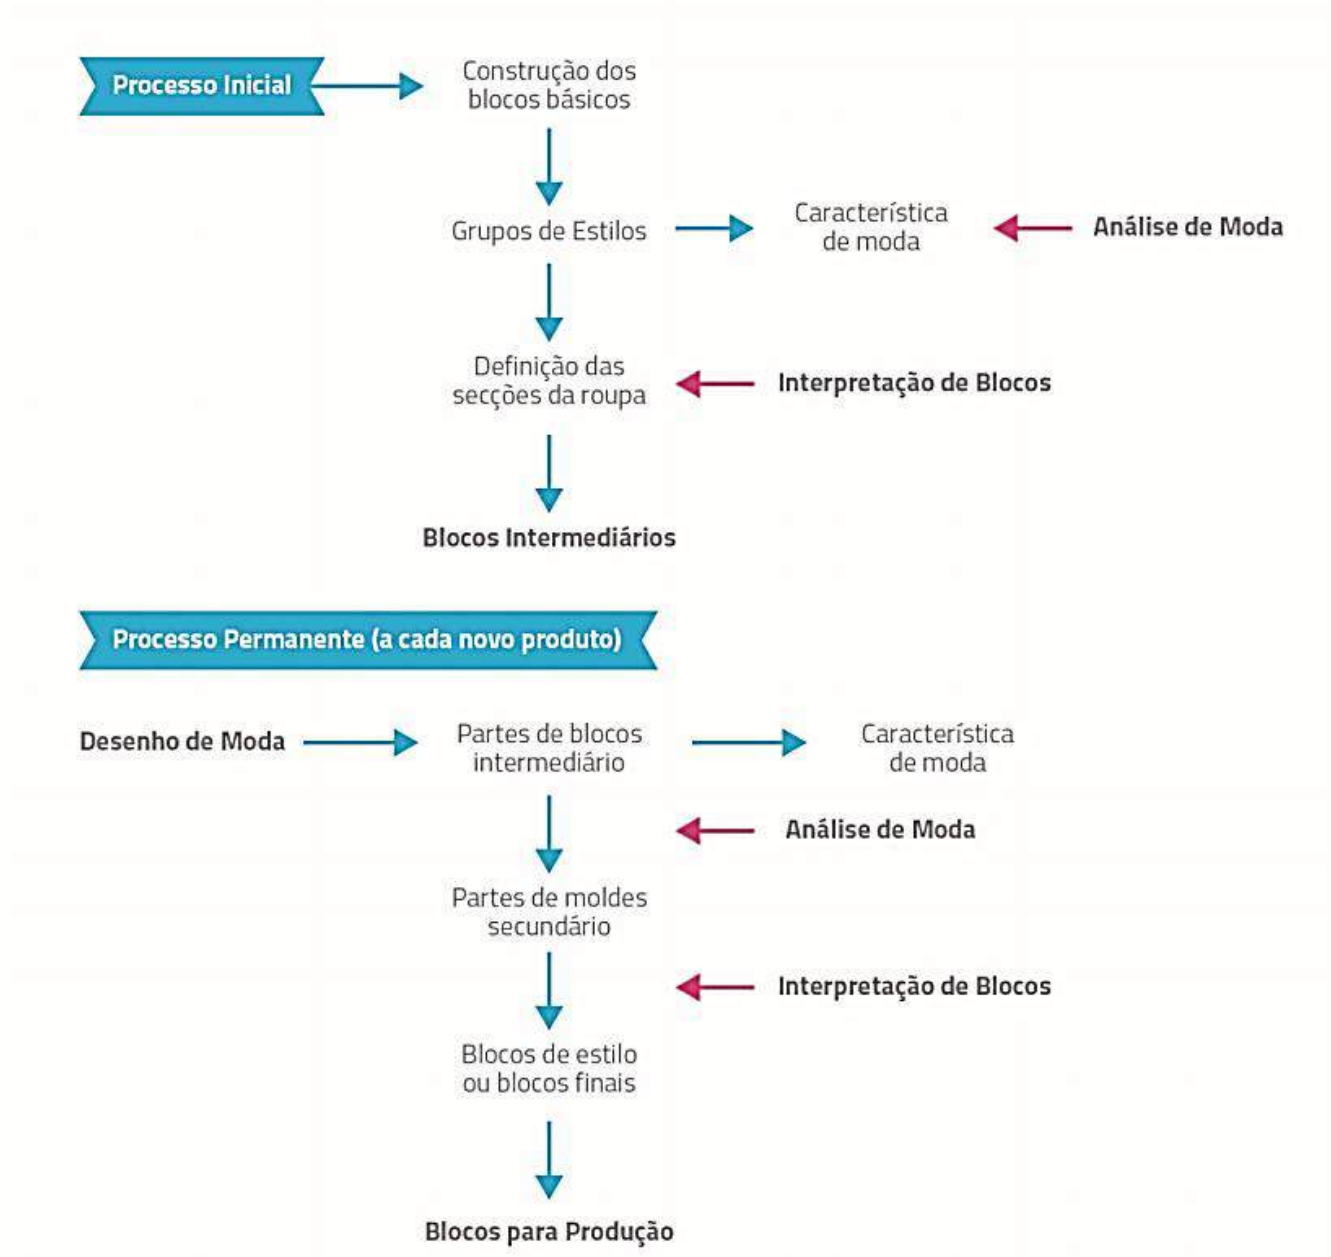 Processo Inicial
Construção dos
blocos básicos
Grupos de Estilos
Característica
de moda
Análise de Moda
Definição das
secções da roupa
Interpretação de Blocos
Blocos Intermediários
Processo Permanente (a cada novo produto)
Desenho de Moda
Partes de blocos
intermediário
Característica
de moda
Análise de Moda
Partes de moldes
secundário
Interpretação de Blocos
Blocos de estilo
ou blocos finais
Blocos para Produção